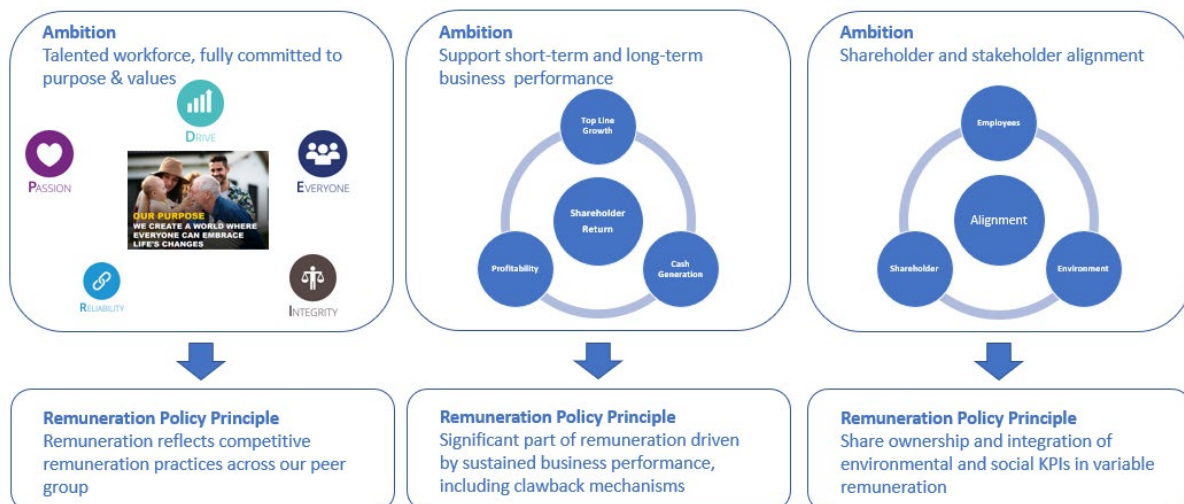 Ambition
Talented workforce, fully committed to
purpose & values
DRIVE
PASSION
EVERYONE
OUR PURPOSE
WE CREATE A WORLD WHERE
EVERYONE CAN EMBRACE
LIFE'S CHANGES
RELIABILITY
INTEGRITY
Remuneration Policy Principle
Remuneration reflects competitive
remuneration practices across our peer
group
Ambition
Support short-term and long-term
business performance
Top Line
Growth
Shareholder
Return
Profitability
Cash
Generation
Remuneration Policy Principle
Significant part of remuneration driven
by sustained business performance,
including clawback mechanisms
Ambition
Shareholder and stakeholder alignment
Employees
Alignment
Shareholder
Environment
Remuneration Policy Principle
Share ownership and integration of
environmental and social KPIs in variable
remuneration